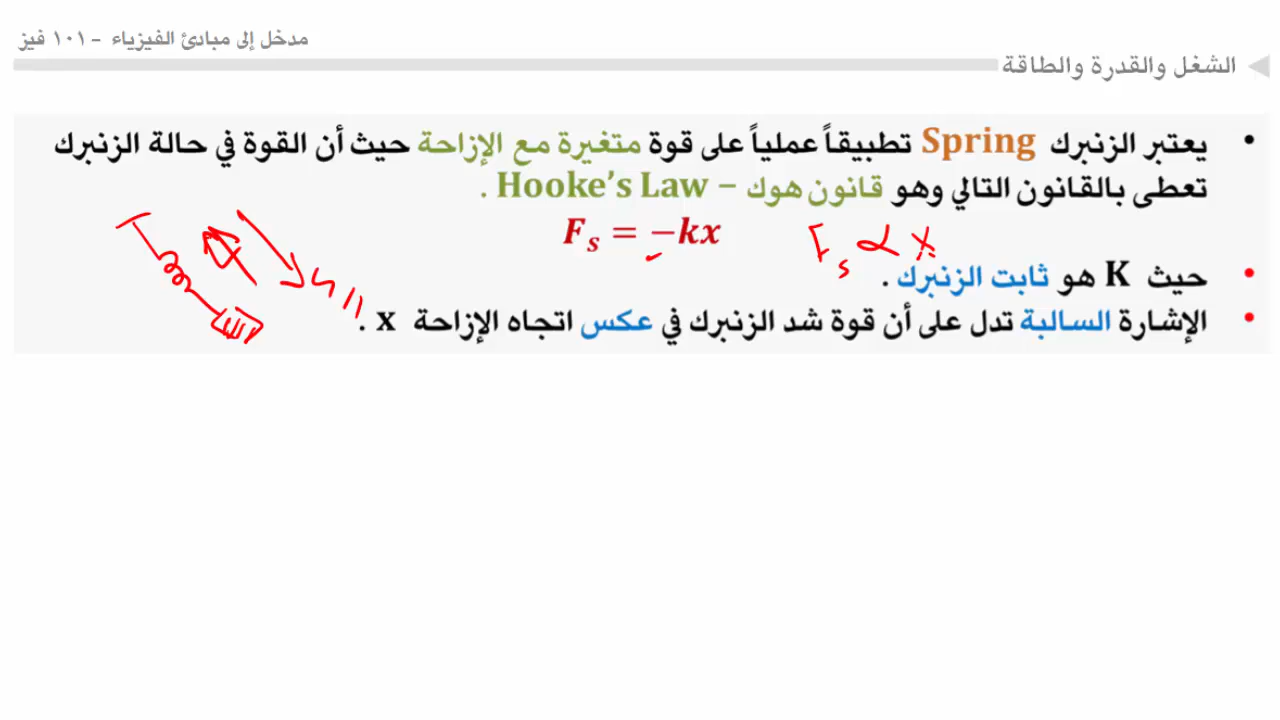 مدخل إلى مبادئ الفيزياء - ١٠١ فيز
الشغل والقدرة والطاقة
• يعتبر الزنبرك Spring تطبيقاً عملياً على قوة متغيرة مع الإزاحة حيث أن القوة في حالة الزنبرك
تعطى بالقانون التالي وهو قانون هوك – Hooke's Law .
Fₛ = −kx
Fₛ α x
• حيث K هو ثابت الزنبرك .
• الإشارة السالبة تدل على أن قوة شد الزنبرك في عكس اتجاه الإزاحة x .